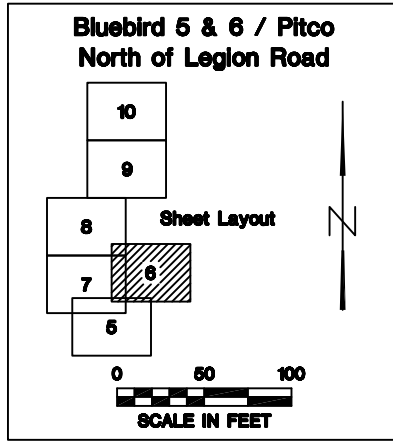 Bluebird 5 & 6 / Pitco
North of Legion Road
10
9
8
Sheet Layout
N
6
7
5
0 50 100
SCALE IN FEET